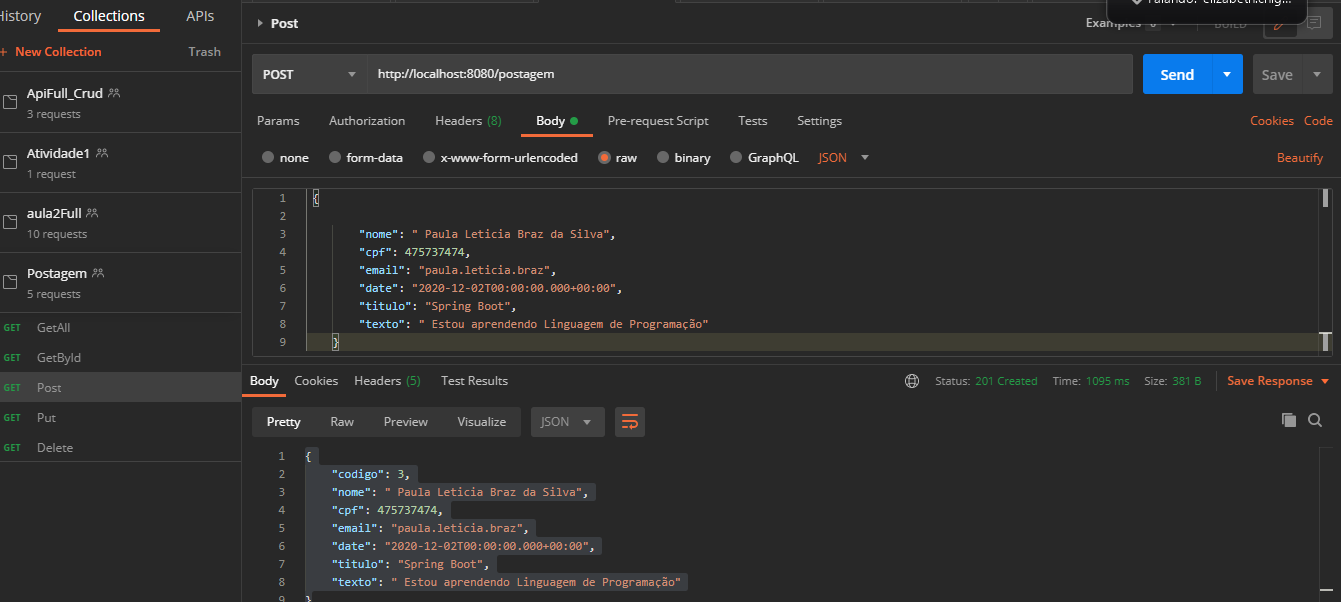 History Collections APIs
+ New Collection Trash
ApiFull_Crud
3 requests
Atividade1
1 request
aula2Full
10 requests
Postagem
5 requests
GET GetAll
GET GetById
GET Post
GET Put
GET Delete
Post
Examples 0 BUILD
POST http://localhost:8080/postagem Send Save
Params Authorization Headers (8) Body Pre-request Script Tests Settings Cookies Code
none form-data x-www-form-urlencoded raw binary GraphQL JSON Beautify
1 {
2
3 "nome": " Paula Leticia Braz da Silva",
4 "cpf": 475737474,
5 "email": "paula.leticia.braz",
6 "date": "2020-12-02T00:00:00.000+00:00",
7 "titulo": "Spring Boot",
8 "texto": " Estou aprendendo Linguagem de Programação"
9 }
Body Cookies Headers (5) Test Results Status: 201 Created Time: 1095 ms Size: 381 B Save Response
Pretty Raw Preview Visualize JSON
1 {
2 "codigo": 3,
3 "nome": " Paula Leticia Braz da Silva",
4 "cpf": 475737474,
5 "email": "paula.leticia.braz",
6 "date": "2020-12-02T00:00:00.000+00:00",
7 "titulo": "Spring Boot",
8 "texto": " Estou aprendendo Linguagem de Programação"
9 }